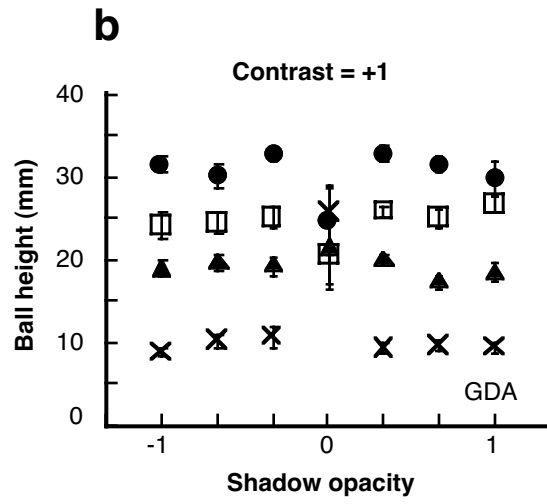 b
Contrast = +1
40
30
20
10
0
Ball height (mm)
GDA
-1 0 1
Shadow opacity